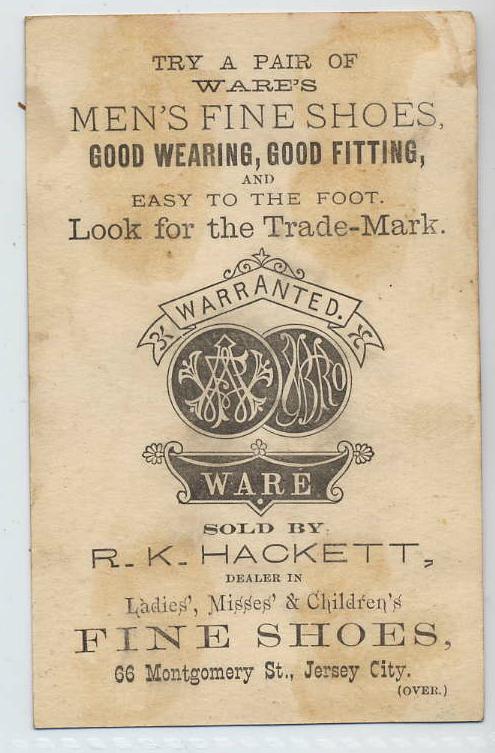 TRY A PAIR OF
WARE'S
MEN'S FINE SHOES,
GOOD WEARING, GOOD FITTING,
AND
EASY TO THE FOOT.
Look for the Trade-Mark.
WARRANTED.
WARE
SOLD BY
R. K. HACKETT,
DEALER IN
Ladies', Misses' & Children's
FINE SHOES,
66 Montgomery St., Jersey City.
(OVER.)